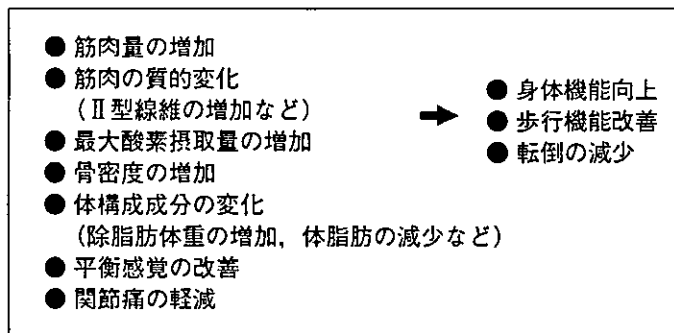 ● 筋肉量の増加
● 筋肉の質的変化
（Ⅱ型線維の増加など）
● 最大酸素摂取量の増加
● 骨密度の増加
● 体構成成分の変化
（除脂肪体重の増加，体脂肪の減少など）
● 平衡感覚の改善
● 関節痛の軽減
➡
● 身体機能向上
● 歩行機能改善
● 転倒の減少